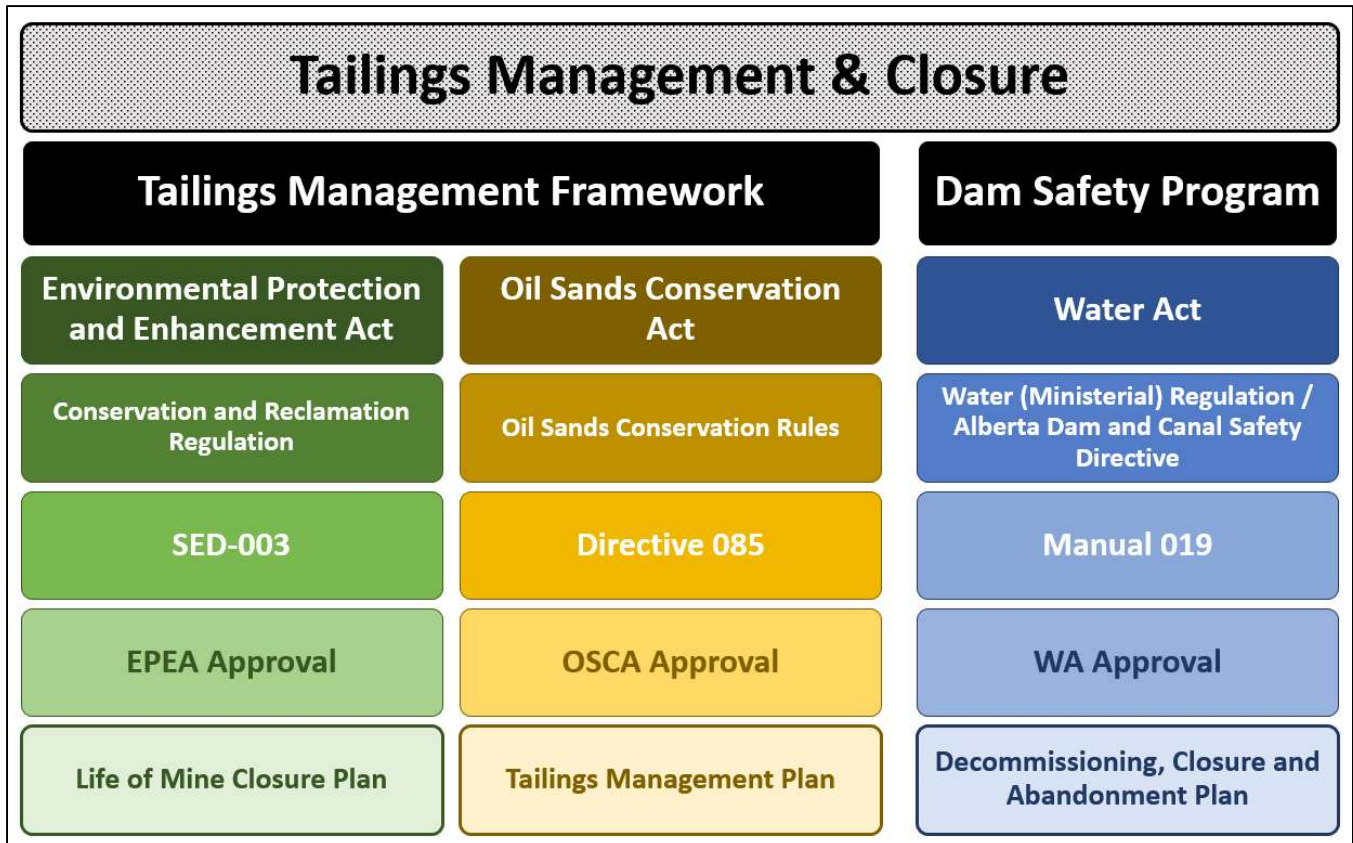 Tailings Management & Closure
Tailings Management Framework
Dam Safety Program
Environmental Protection
and Enhancement Act
Oil Sands Conservation
Act
Water Act
Conservation and Reclamation
Regulation
Oil Sands Conservation Rules
Water (Ministerial) Regulation /
Alberta Dam and Canal Safety
Directive
SED-003
Directive 085
Manual 019
EPEA Approval
OSCA Approval
WA Approval
Life of Mine Closure Plan
Tailings Management Plan
Decommissioning, Closure and
Abandonment Plan